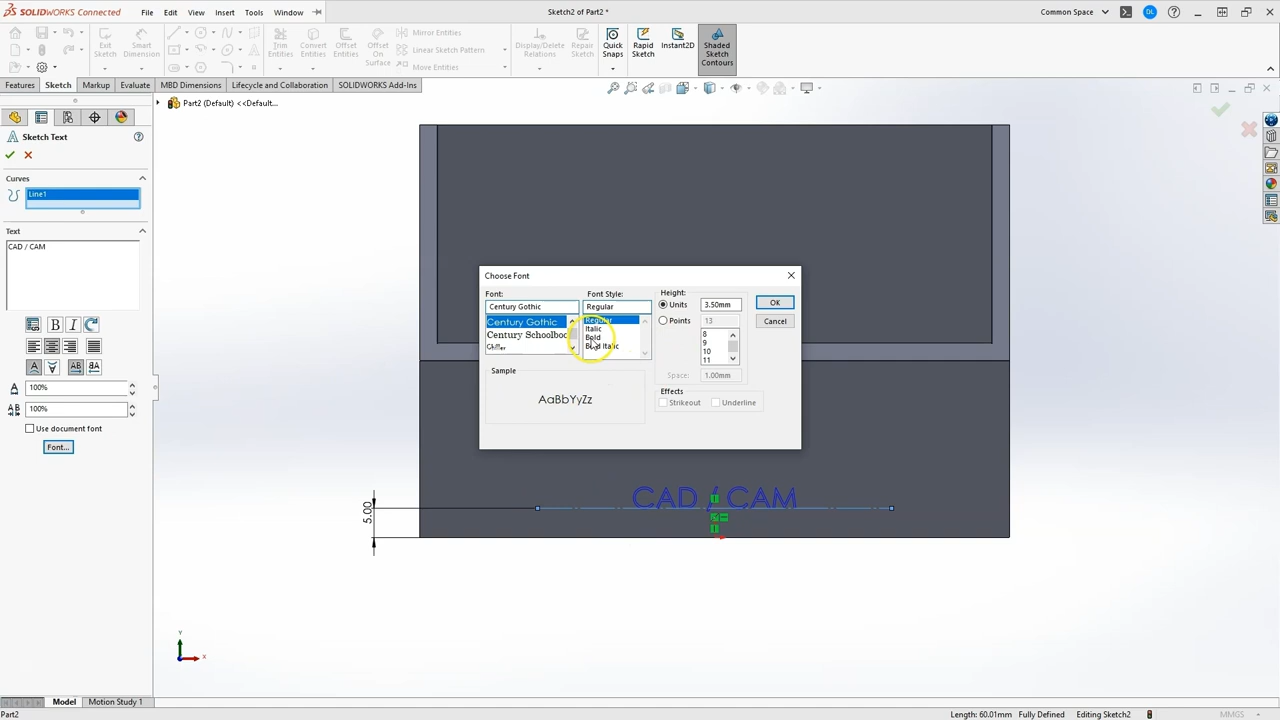 SOLIDWORKS
File
Edit
View
Insert
Tools
Window
Sketch2 of Part2 *
Common Space
DL
Exit
Sketch
Smart
Dimension
Trim
Entities
Convert
Entities
Offset
Entities
Offset
On
Surface
Mirror Entities
Linear Sketch Pattern
Move Entities
Display/Delete
Relations
Repair
Sketch
Quick
Snaps
Rapid
Sketch
Instant2D
Shaded
Sketch
Contours
Features
Sketch
Markup
Evaluate
MBD Dimensions
Lifecycle and Collaboration
SOLIDWORKS Add-Ins
Part2 (Default) <<Default...
Sketch Text
Curves
Line1
Text
CAD / CAM
100%
100%
Use document font
Font...
Choose Font
Font:
Century Gothic
Century Gothic
Century Schoolboo
Chiller
Font Style:
Regular
Regular
Italic
Bold
Bold Italic
Height:
Units
3.50mm
Points
13
8
9
10
11
Space:
1.00mm
OK
Cancel
Sample
AaBbYyZz
Effects
Strikeout
Underline
CAD / CAM
5.00
Y
X
Model
Motion Study 1
Part2
Length: 60.01mm
Fully Defined
Editing Sketch2
MMGS